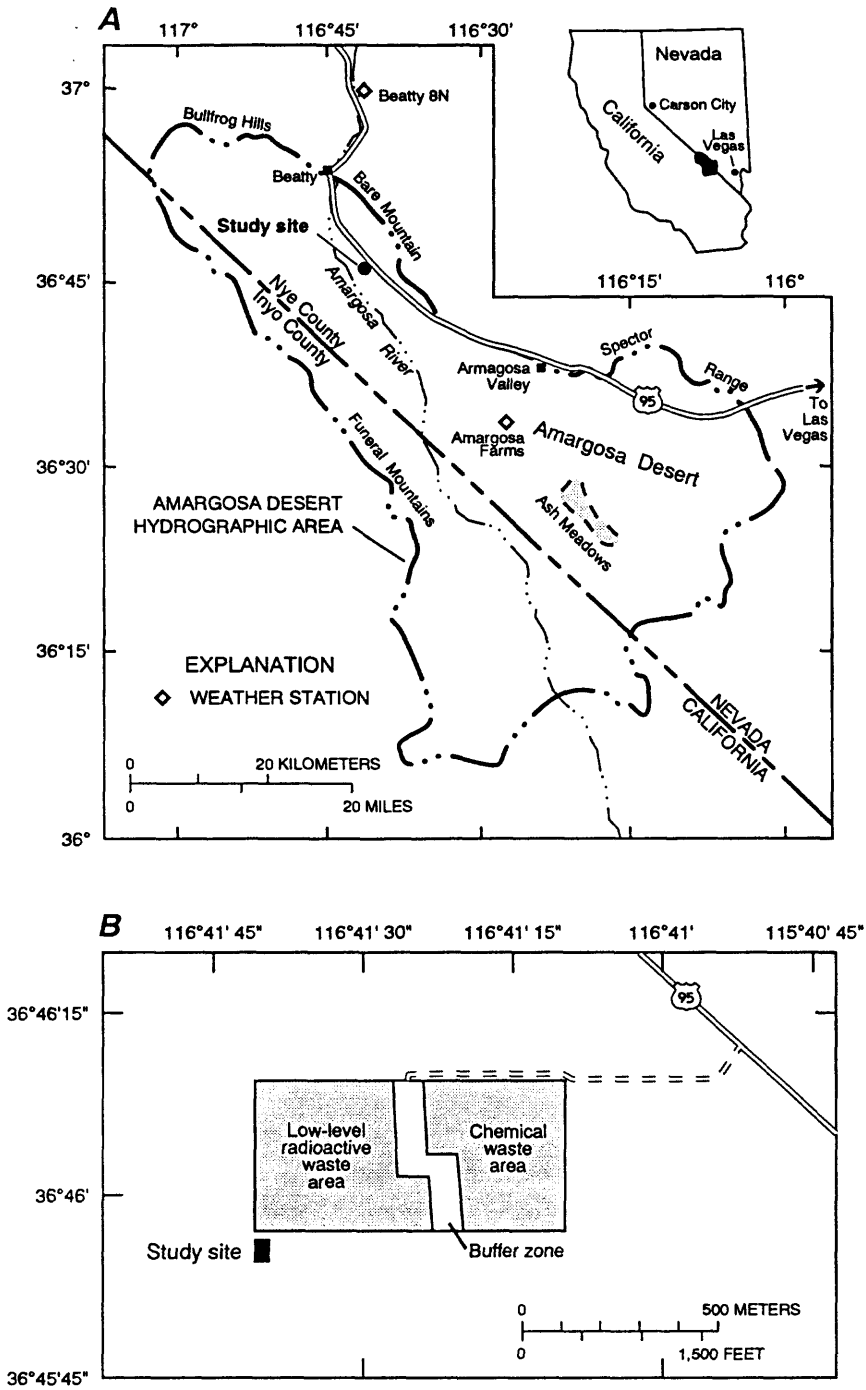 A
117° 116°45' 116°30'
37°
Beatty 8N
Bullfrog Hills
Beatty
Bare Mountain
Study site
36°45'
Amargosa
River
Nye County
Inyo County
Nevada
Carson City
California
Las
Vegas
116°15' 116°
Spector
Range
Armagosa
Valley
95
To
Las
Vegas
Amargosa
Farms
Amargosa Desert
36°30'
Funeral Mountains
Ash Meadows
AMARGOSA DESERT
HYDROGRAPHIC AREA
36°15'
EXPLANATION
WEATHER STATION
NEVADA
CALIFORNIA
0 20 KILOMETERS
0 20 MILES
36°
B
116°41' 45" 116°41' 30" 116°41' 15" 116°41' 115°40' 45"
36°46'15"
95
Low-level
radioactive
waste
area
Chemical
waste
area
36°46'
Study site
Buffer zone
0 500 METERS
0 1,500 FEET
36°45'45"